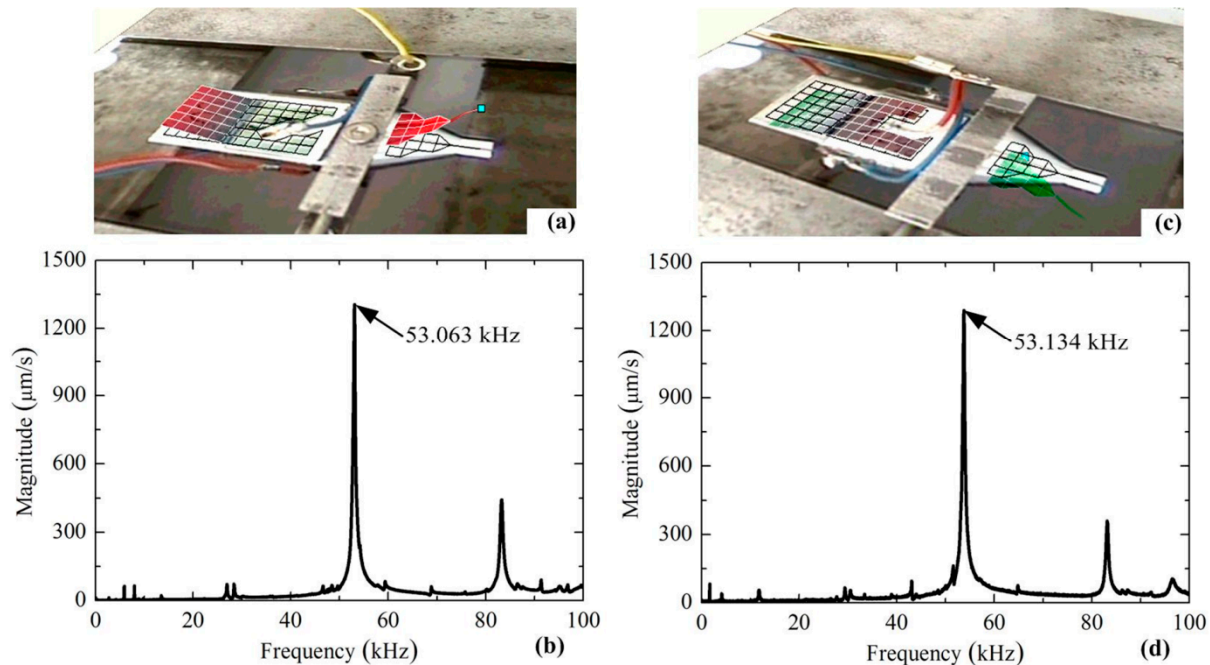 (a)
(c)
1500
1200
900
600
300
0
Magnitude (μm/s)
53.063 kHz
0 20 40 60 80 100
Frequency (kHz)
(b)
1500
1200
900
600
300
0
Magnitude (μm/s)
53.134 kHz
0 20 40 60 80 100
Frequency (kHz)
(d)